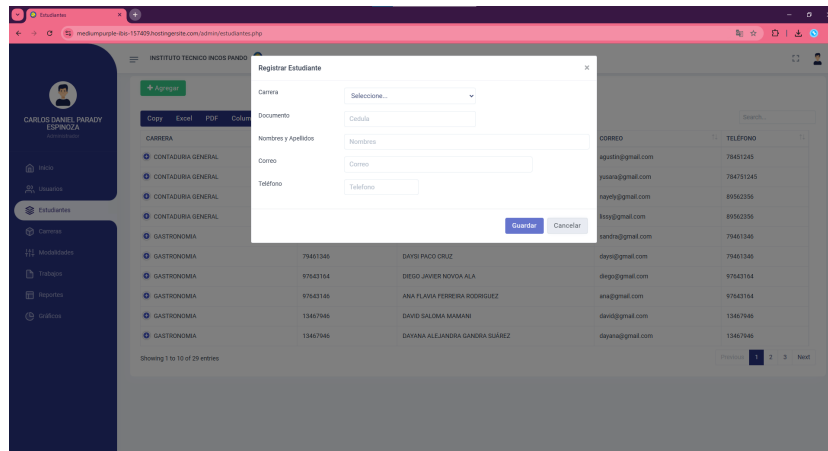 Estudiantes
mediumpurple-ibis-157409.hostingersite.com/admin/estudiantes.php
INSTITUTO TECNICO INCOS PANDO
CARLOS DANIEL PARADY
ESPINOZA
Administrador
Inicio
Usuarios
Estudiantes
Carreras
Modalidades
Trabajos
Reportes
Gráficos
+ Agregar
Copy Excel PDF Colum
Search...
Registrar Estudiante ×
Carrera Seleccione...
Documento Cedula
Nombres y Apellidos Nombres
Correo Correo
Teléfono Telefono
Guardar Cancelar
CARRERA CORREO TELÉFONO
CONTADURIA GENERAL agustin@gmail.com 78451245
CONTADURIA GENERAL yusara@gmail.com 784751245
CONTADURIA GENERAL nayely@gmail.com 89562356
CONTADURIA GENERAL lissy@gmail.com 89562356
GASTRONOMIA sandra@gmail.com 79461346
GASTRONOMIA 79461346 DAYSI PACO CRUZ daysi@gmail.com 79461346
GASTRONOMIA 97643164 DIEGO JAVIER NOVOA ALA diego@gmail.com 97643164
GASTRONOMIA 97643146 ANA FLAVIA FERREIRA RODRIGUEZ ana@gmail.com 97643164
GASTRONOMIA 13467946 DAVID SALOMA MAMANI david@gmail.com 13467946
GASTRONOMIA 13467946 DAYANA ALEJANDRA GANDRA SUÁREZ dayana@gmail.com 13467946
Showing 1 to 10 of 29 entries
Previous 1 2 3 Next